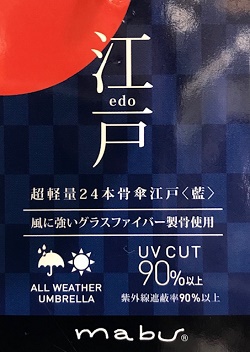 江
edo
戸
超軽量24本骨傘江戸〈藍〉
風に強いグラスファイバー製骨使用
ALL WEATHER
UMBRELLA
UV CUT
90%以上
紫外線遮蔽率90%以上
mabu®